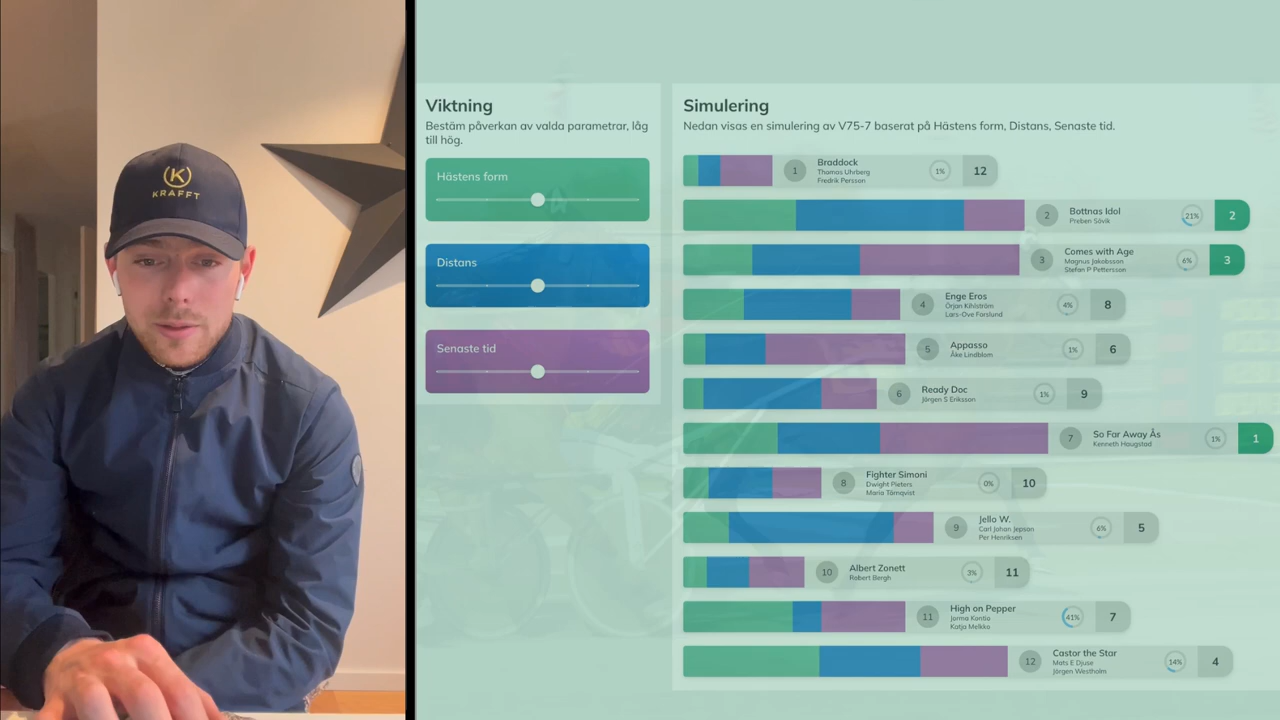 K
KRAFFT
Viktning
Bestäm påverkan av valda parametrar, låg
till hög.
Hästens form
Distans
Senaste tid
Simulering
Nedan visas en simulering av V75-7 baserat på Hästens form, Distans, Senaste tid.
1
Braddock
Thomas Uhrberg
Fredrik Persson
1%
12
2
Bottnas Idol
Preben Sövik
21%
2
3
Comes with Age
Magnus Jakobsson
Stefan P Pettersson
6%
3
4
Enge Eros
Örjan Kihlström
Lars-Ove Forslund
4%
8
5
Appasso
Åke Lindblom
1%
6
6
Ready Doc
Jörgen S Eriksson
1%
9
7
So Far Away Ås
Kenneth Haugstad
1%
1
8
Fighter Simoni
Dwight Pieters
Maria Törnqvist
0%
10
9
Jello W.
Carl Johan Jepson
Per Henriksen
6%
5
10
Albert Zonett
Robert Bergh
3%
11
11
High on Pepper
Jorma Kontio
Katja Melkko
41%
7
12
Castor the Star
Mats E Djuse
Jörgen Westholm
14%
4